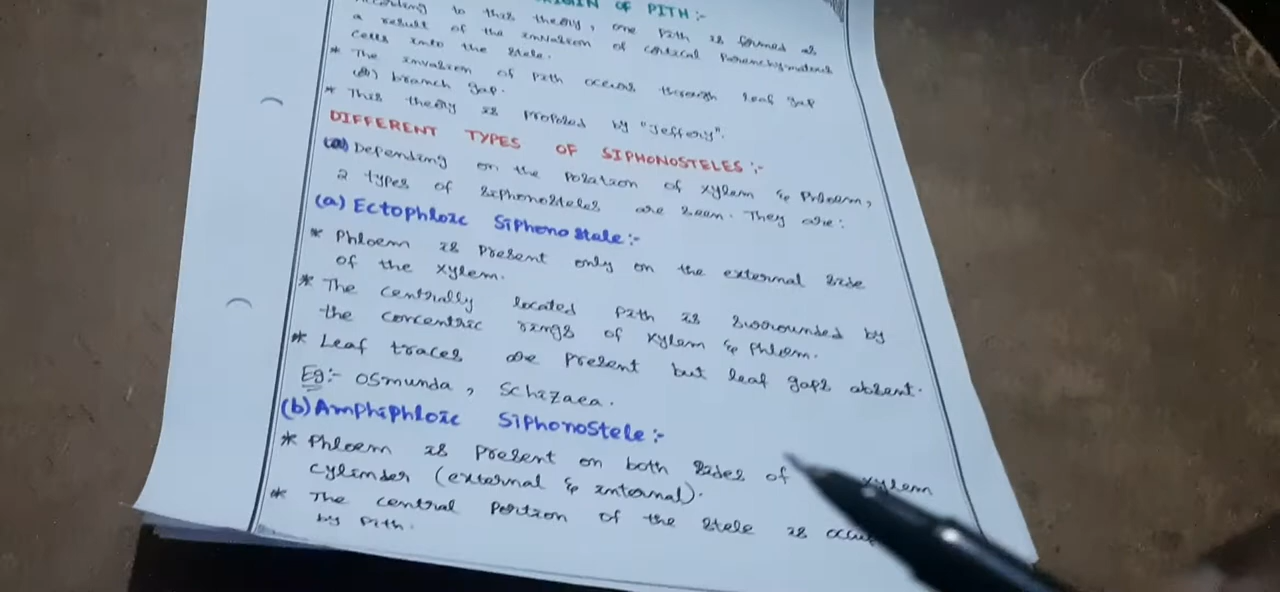 OF PITH :-
According to this theory, one pith is formed as
a result of the invasion of cortical parenchymatous
cells into the stele.
* The invasion of pith occurs through leaf gap
(or) branch gap.
* This theory is proposed by "Jeffery".
DIFFERENT TYPES OF SIPHONOSTELES :-
(a) Depending on the position of xylem & Phloem,
2 types of siphonosteles are seen. They are :
(a) Ectophloic Siphonostele :-
* Phloem is present only on the external side
of the xylem.
* The centrally located pith is surrounded by
the concentric rings of xylem & phloem.
* Leaf traces are present but leaf gaps absent.
Eg:- Osmunda, Schizaea.
(b) Amphiphloic Siphonostele :-
* Phloem is present on both sides of xylem
cylinder (external & internal).
* The central portion of the stele is
by pith.